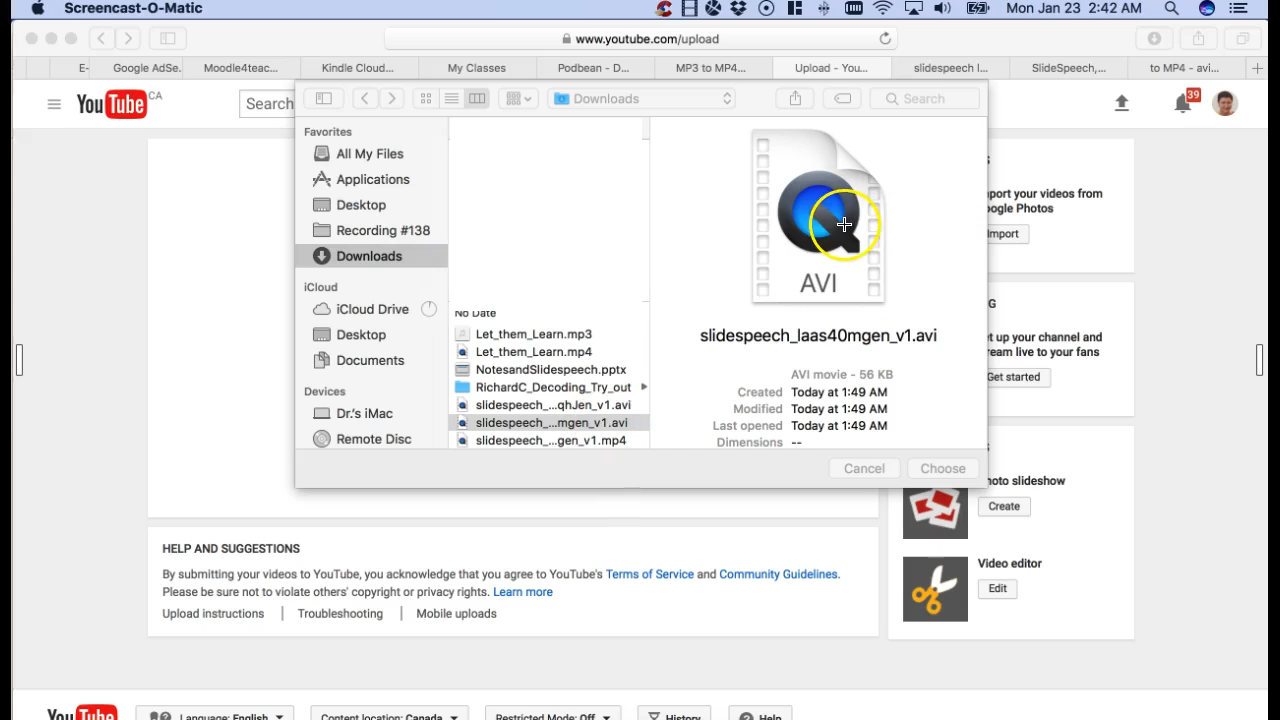 Screencast-O-Matic
Mon Jan 23 2:42 AM
www.youtube.com/upload
E-
Google AdSe.
Moodle4teac...
Kindle Cloud...
My Classes
Podbean - D...
MP3 to MP4...
Upload - You...
slidespeech l...
SlideSpeech,...
to MP4 - avi...
YouTube CA
Search
Downloads
Search
39
Favorites
All My Files
Applications
Desktop
Recording #138
Downloads
iCloud
iCloud Drive
Desktop
Documents
Devices
Dr.'s iMac
Remote Disc
No Date
Let_them_Learn.mp3
Let_them_Learn.mp4
NotesandSlidespeech.pptx
RichardC_Decoding_Try_out
slidespeech_...qhJen_v1.avi
slidespeech_...mgen_v1.avi
slidespeech_...gen_v1.mp4
AVI
slidespeech_laas40mgen_v1.avi
AVI movie - 56 KB
Created Today at 1:49 AM
Modified Today at 1:49 AM
Last opened Today at 1:49 AM
Dimensions --
Cancel
Choose
port your videos from
oogle Photos
Import
et up your channel and
ream live to your fans
Get started
hoto slideshow
Create
Video editor
Edit
HELP AND SUGGESTIONS
By submitting your videos to YouTube, you acknowledge that you agree to YouTube's Terms of Service and Community Guidelines.
Please be sure not to violate others' copyright or privacy rights. Learn more
Upload instructions | Troubleshooting | Mobile uploads
YouTube
Language: English
Content location: Canada
Restricted Mode: Off
History
Help